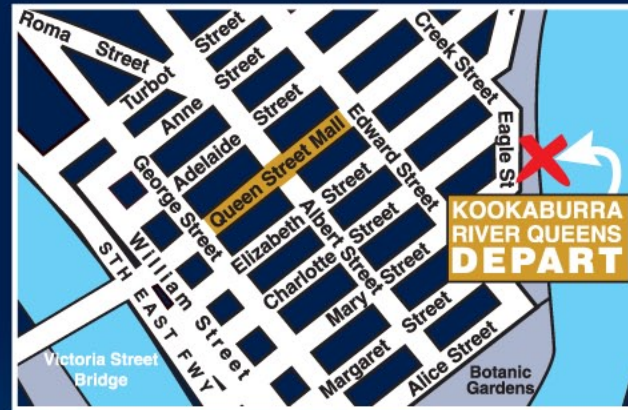 Roma Street
Turbot Street
Anne Street
Adelaide Street
Queen Street Mall
Elizabeth Street
Charlotte Street
Mary Street
Margaret Street
Alice Street
George Street
William Street
STH EAST FWY
Albert Street
Edward Street
Creek Street
Eagle St
KOOKABURRA
RIVER QUEENS
DEPART
Victoria Street
Bridge
Botanic
Gardens